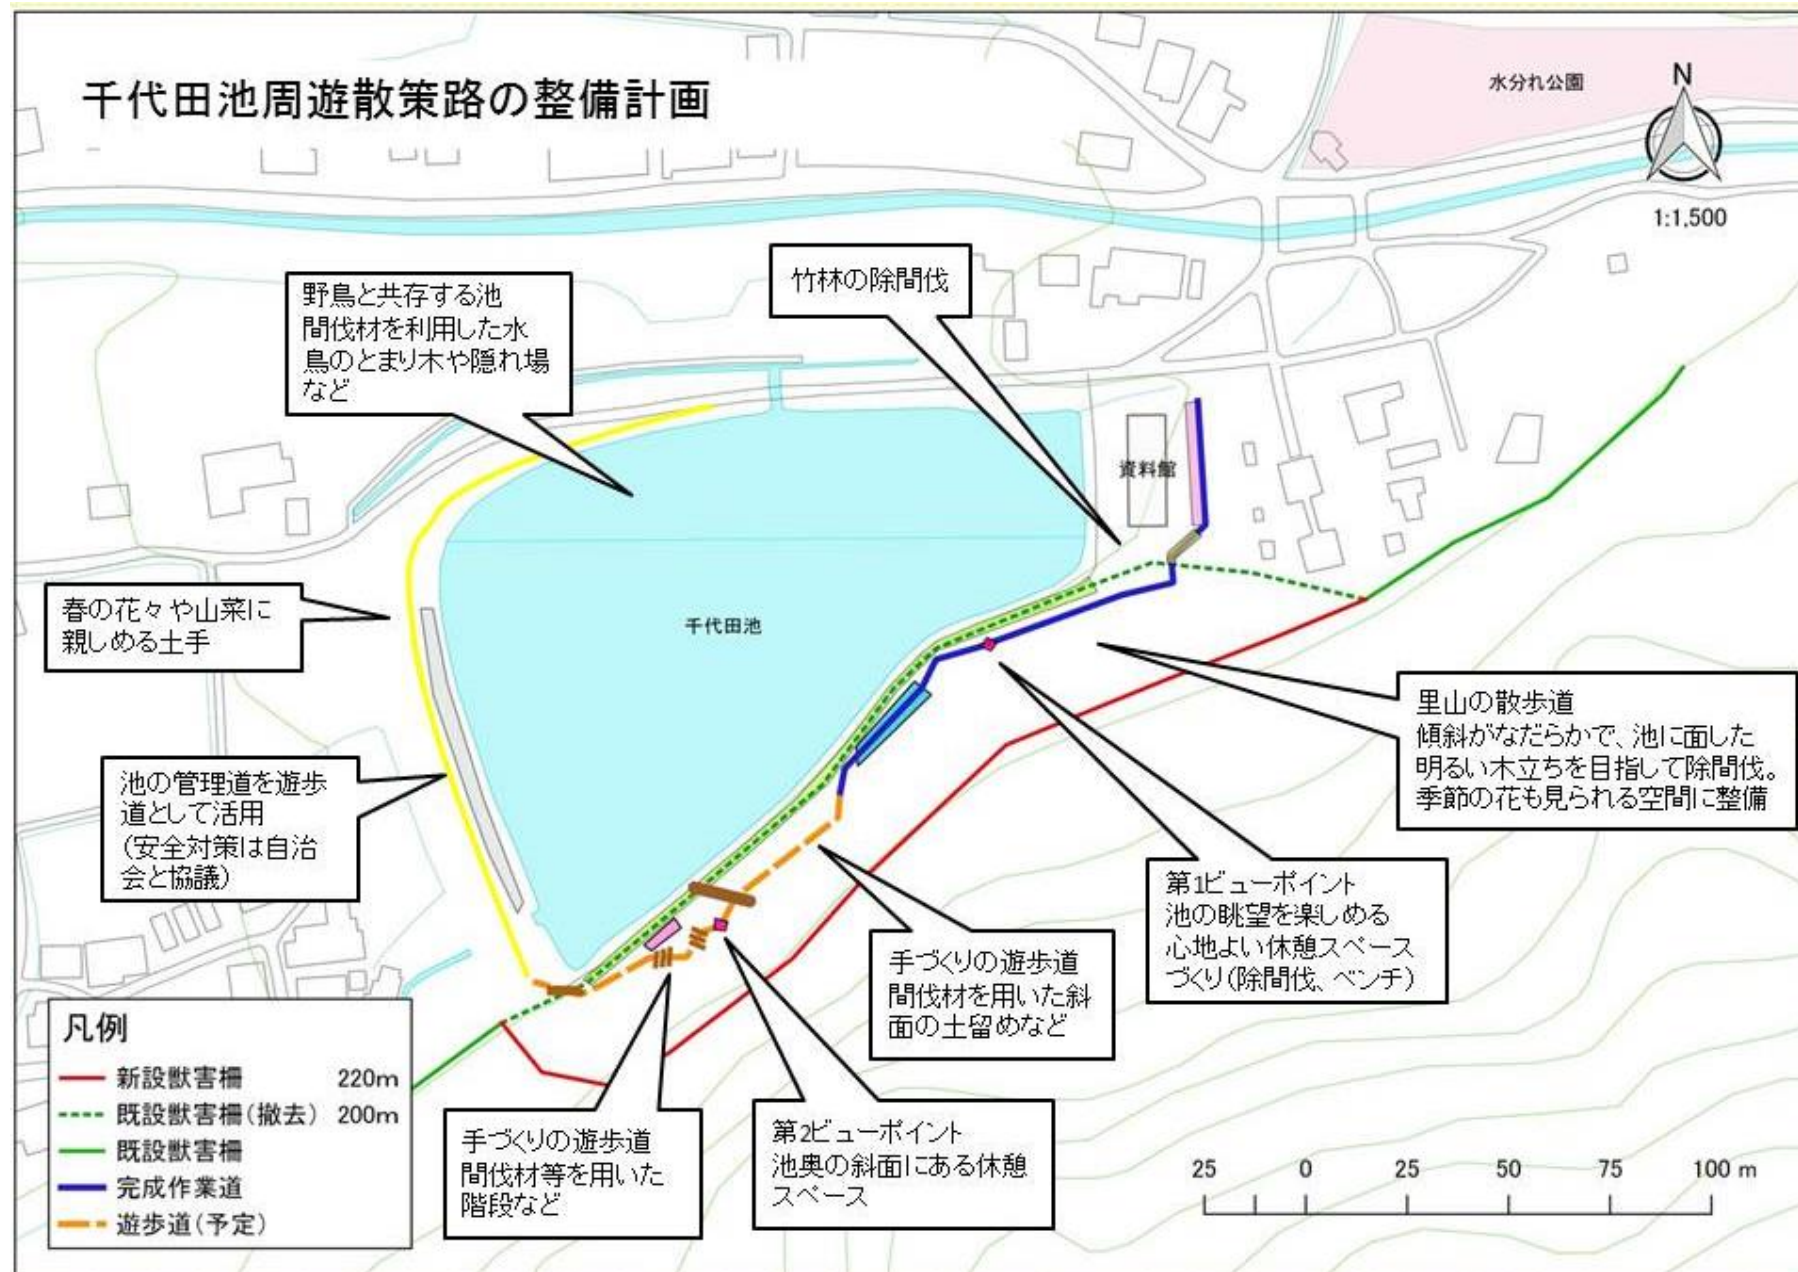 千代田池周遊散策路の整備計画
水分れ公園
N
1:1,500
野鳥と共存する池
間伐材を利用した水
鳥のとまり木や隠れ場
など
竹林の除間伐
資料館
春の花々や山菜に
親しめる土手
千代田池
里山の散歩道
傾斜がなだらかで、池に面した
明るい木立ちを目指して除間伐。
季節の花も見られる空間に整備
池の管理道を遊歩
道として活用
(安全対策は自治
会と協議)
第1ビューポイント
池の眺望を楽しめる
心地よい休憩スペース
づくり(除間伐、ベンチ)
手づくりの遊歩道
間伐材を用いた斜
面の土留めなど
手づくりの遊歩道
間伐材等を用いた
階段など
第2ビューポイント
池奥の斜面にある休憩
スペース
凡例
新設獣害柵 220m
既設獣害柵(撤去) 200m
既設獣害柵
完成作業道
遊歩道(予定)
25 0 25 50 75 100 m